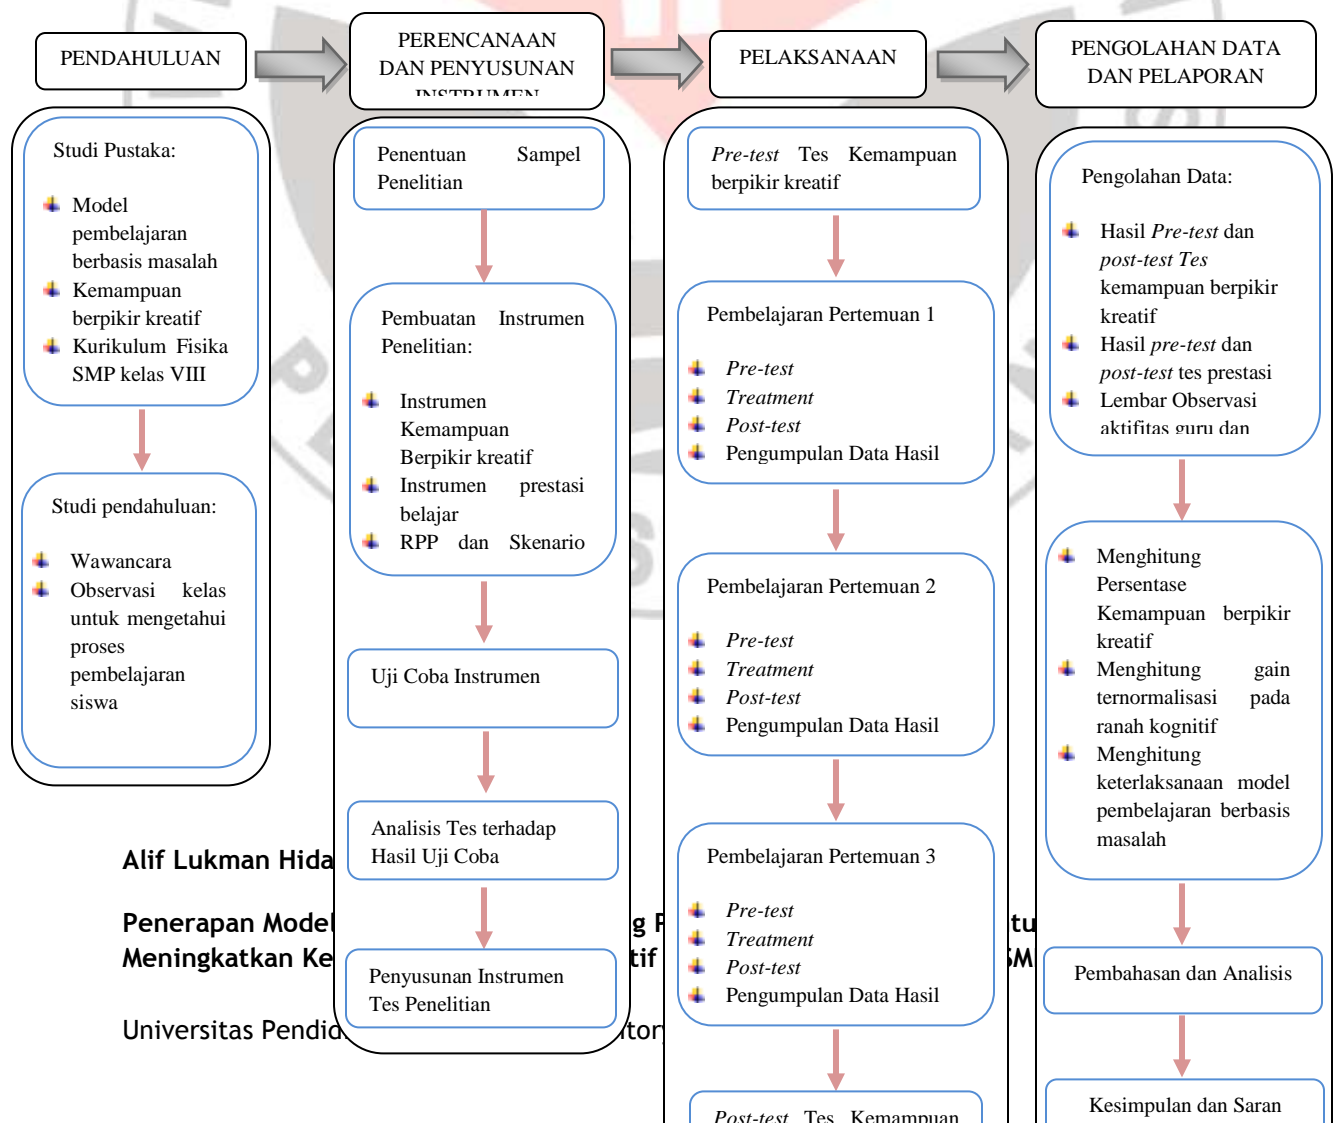 PENDAHULUAN
PERENCANAAN
DAN PENYUSUNAN
INSTRUMEN
PELAKSANAAN
PENGOLAHAN DATA
DAN PELAPORAN
Studi Pustaka:
Model
pembelajaran
berbasis masalah
Kemampuan
berpikir kreatif
Kurikulum Fisika
SMP kelas VIII
Studi pendahuluan:
Wawancara
Observasi kelas
untuk mengetahui
proses
pembelajaran
siswa
Penentuan Sampel
Penelitian
Pembuatan Instrumen
Penelitian:
Instrumen
Kemampuan
Berpikir kreatif
Instrumen prestasi
belajar
RPP dan Skenario
Uji Coba Instrumen
Analisis Tes terhadap
Hasil Uji Coba
Penyusunan Instrumen
Tes Penelitian
Pre-test Tes Kemampuan
berpikir kreatif
Pembelajaran Pertemuan 1
Pre-test
Treatment
Post-test
Pengumpulan Data Hasil
Pembelajaran Pertemuan 2
Pre-test
Treatment
Post-test
Pengumpulan Data Hasil
Pembelajaran Pertemuan 3
Pre-test
Treatment
Post-test
Pengumpulan Data Hasil
Post-test Tes Kemampuan
Pengolahan Data:
Hasil Pre-test dan
post-test Tes
kemampuan berpikir
kreatif
Hasil pre-test dan
post-test tes prestasi
Lembar Observasi
aktifitas guru dan
Menghitung
Persentase
Kemampuan berpikir
kreatif
Menghitung gain
ternormalisasi pada
ranah kognitif
Menghitung
keterlaksanaan model
pembelajaran berbasis
masalah
Pembahasan dan Analisis
Kesimpulan dan Saran
Alif Lukman Hida
Penerapan Model
Meningkatkan Ke
Universitas Pendid